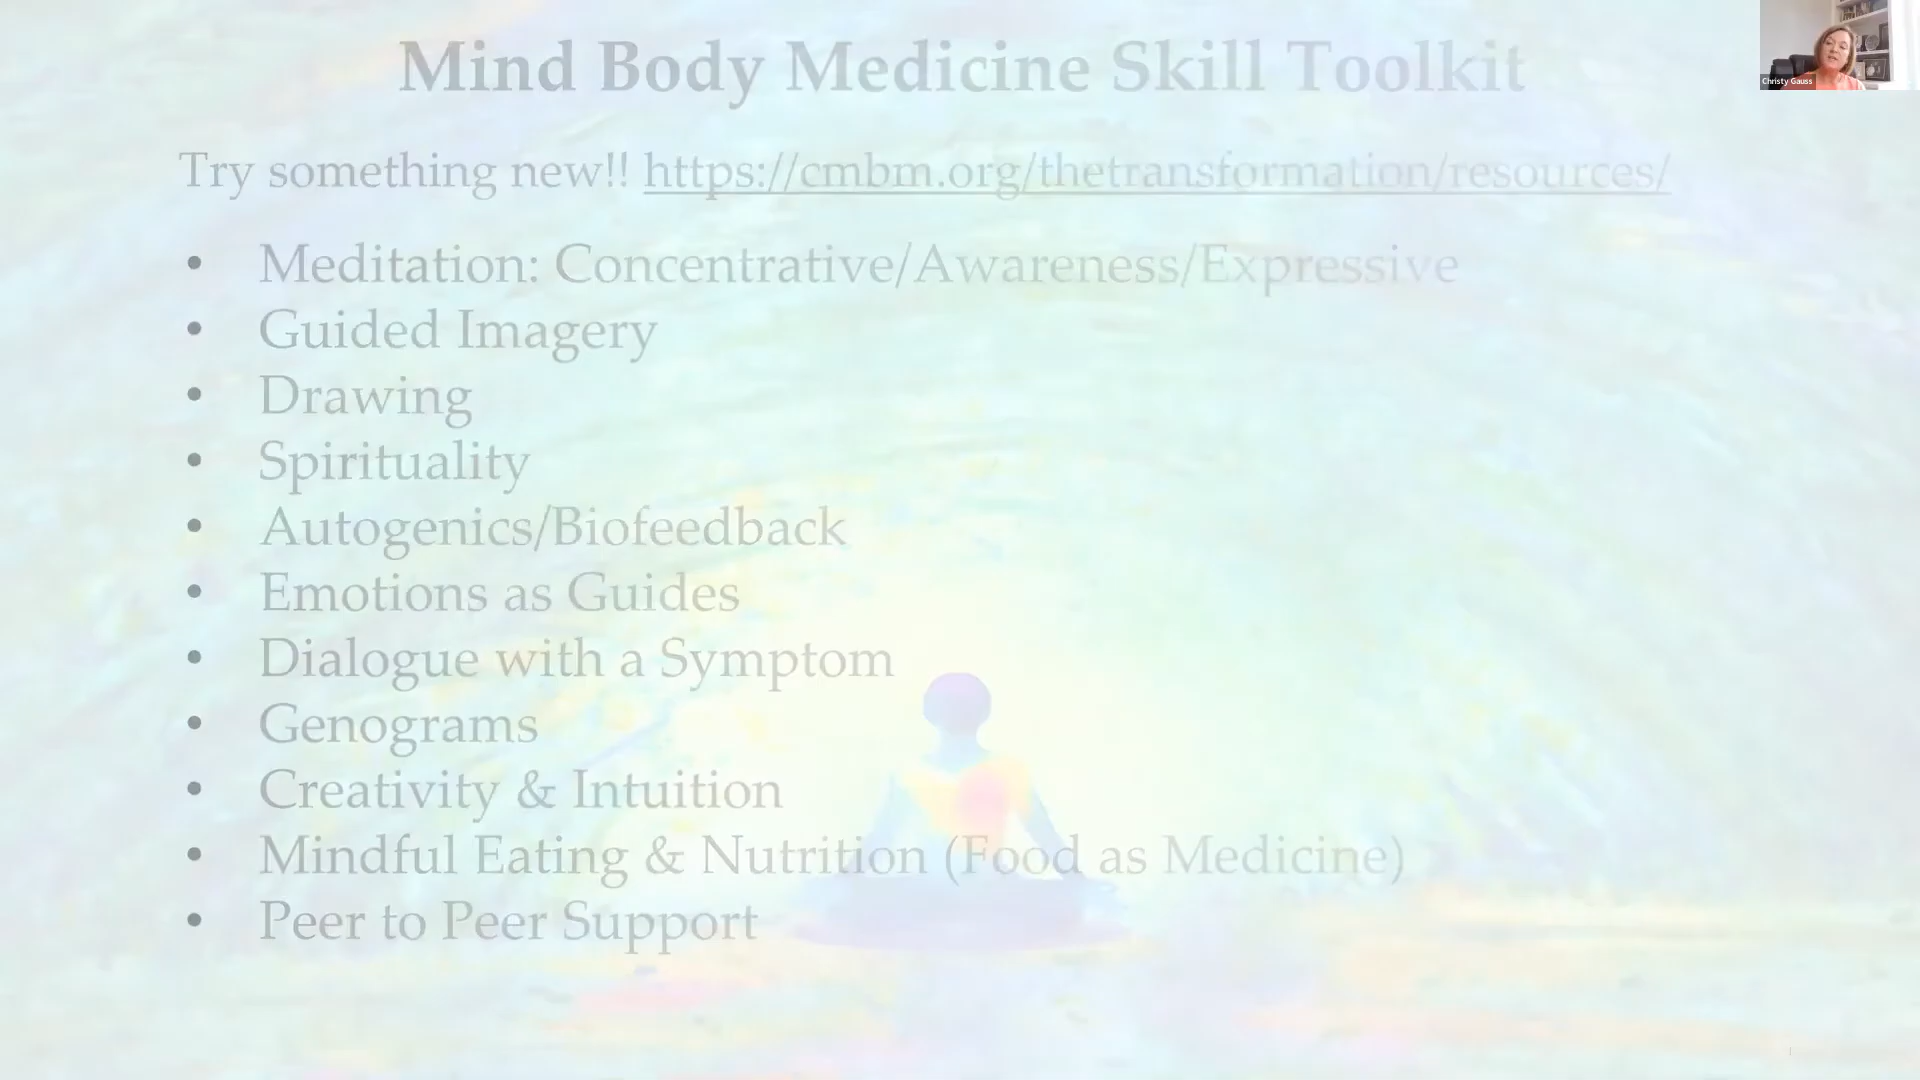 Mind Body Medicine Skill Toolkit
Christy Gauss
Try something new!! https://cmbm.org/thetransformation/resources/
• Meditation: Concentrative/Awareness/Expressive
• Guided Imagery
• Drawing
• Spirituality
• Autogenics/Biofeedback
• Emotions as Guides
• Dialogue with a Symptom
• Genograms
• Creativity & Intuition
• Mindful Eating & Nutrition (Food as Medicine)
• Peer to Peer Support